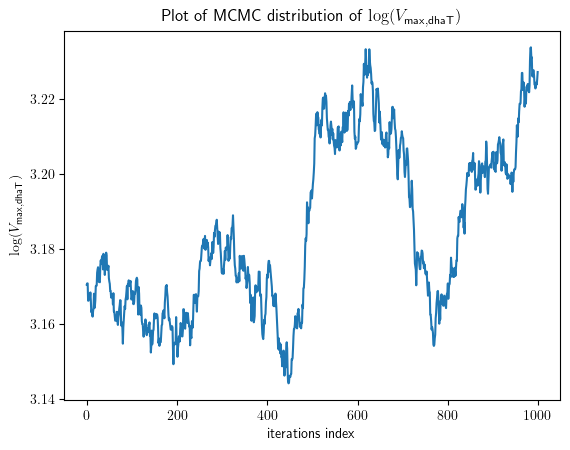 Plot of MCMC distribution of log(V_max,dhaT)
log(V_max,dhaT)
3.22
3.20
3.18
3.16
3.14
0 200 400 600 800 1000
iterations index